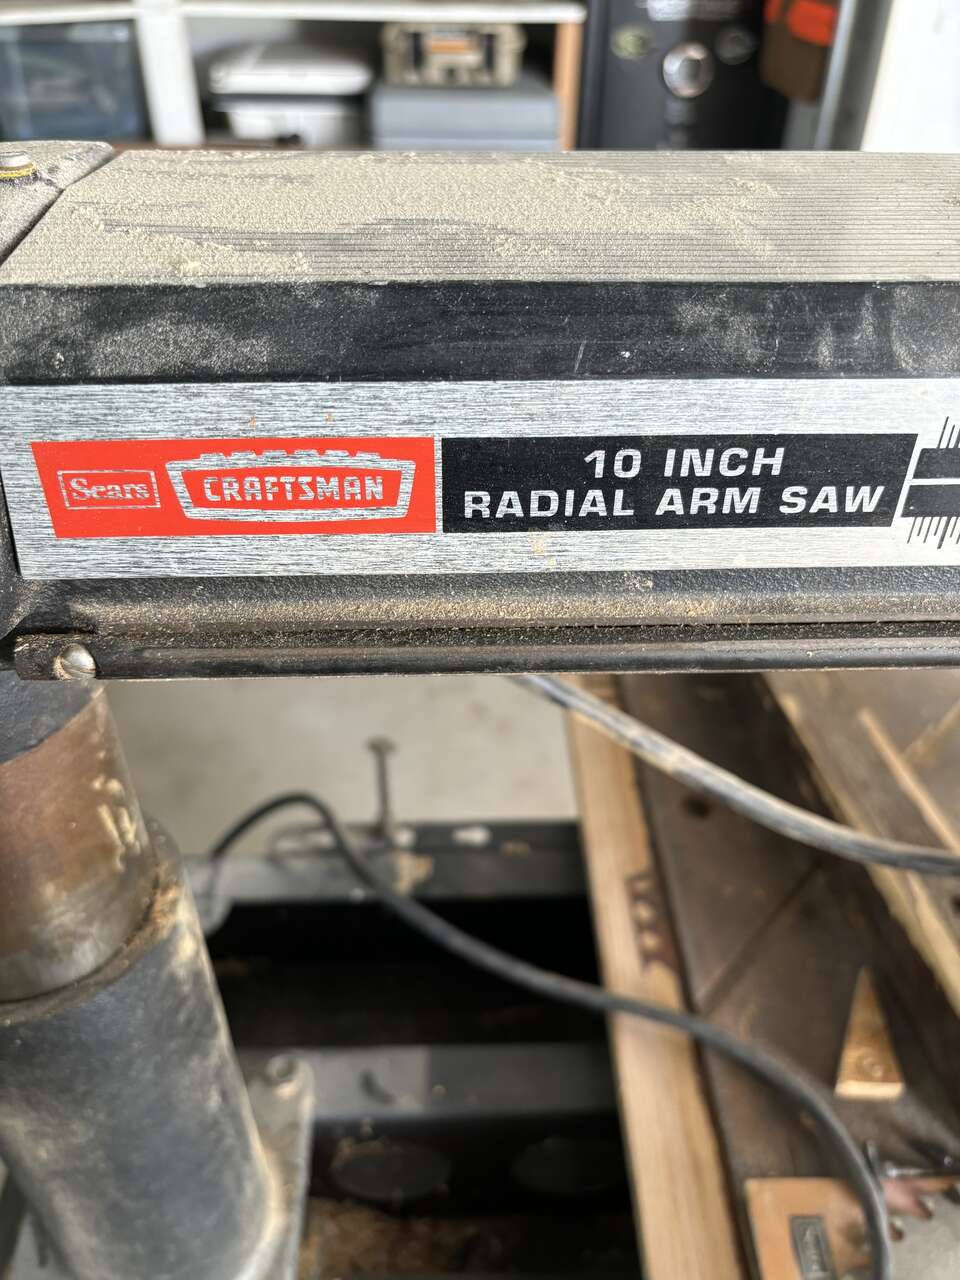 Sears
CRAFTSMAN
10 INCH
RADIAL ARM SAW